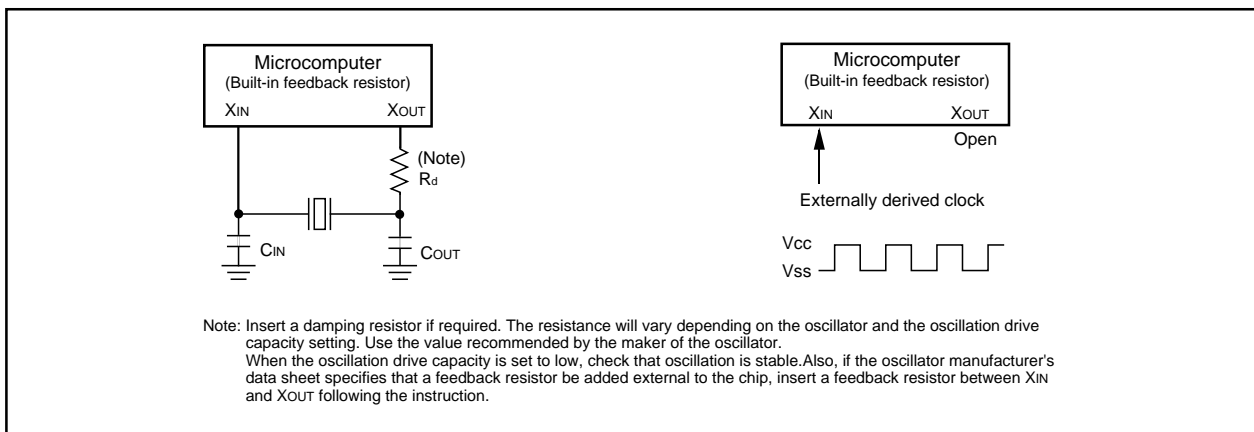 Microcomputer
(Built-in feedback resistor)
XIN XOUT
(Note)
Rd
CIN
COUT
Microcomputer
(Built-in feedback resistor)
XIN XOUT
Open
Externally derived clock
Vcc
Vss
Note: Insert a damping resistor if required. The resistance will vary depending on the oscillator and the oscillation drive
capacity setting. Use the value recommended by the maker of the oscillator.
When the oscillation drive capacity is set to low, check that oscillation is stable.Also, if the oscillator manufacturer's
data sheet specifies that a feedback resistor be added external to the chip, insert a feedback resistor between XIN
and XOUT following the instruction.